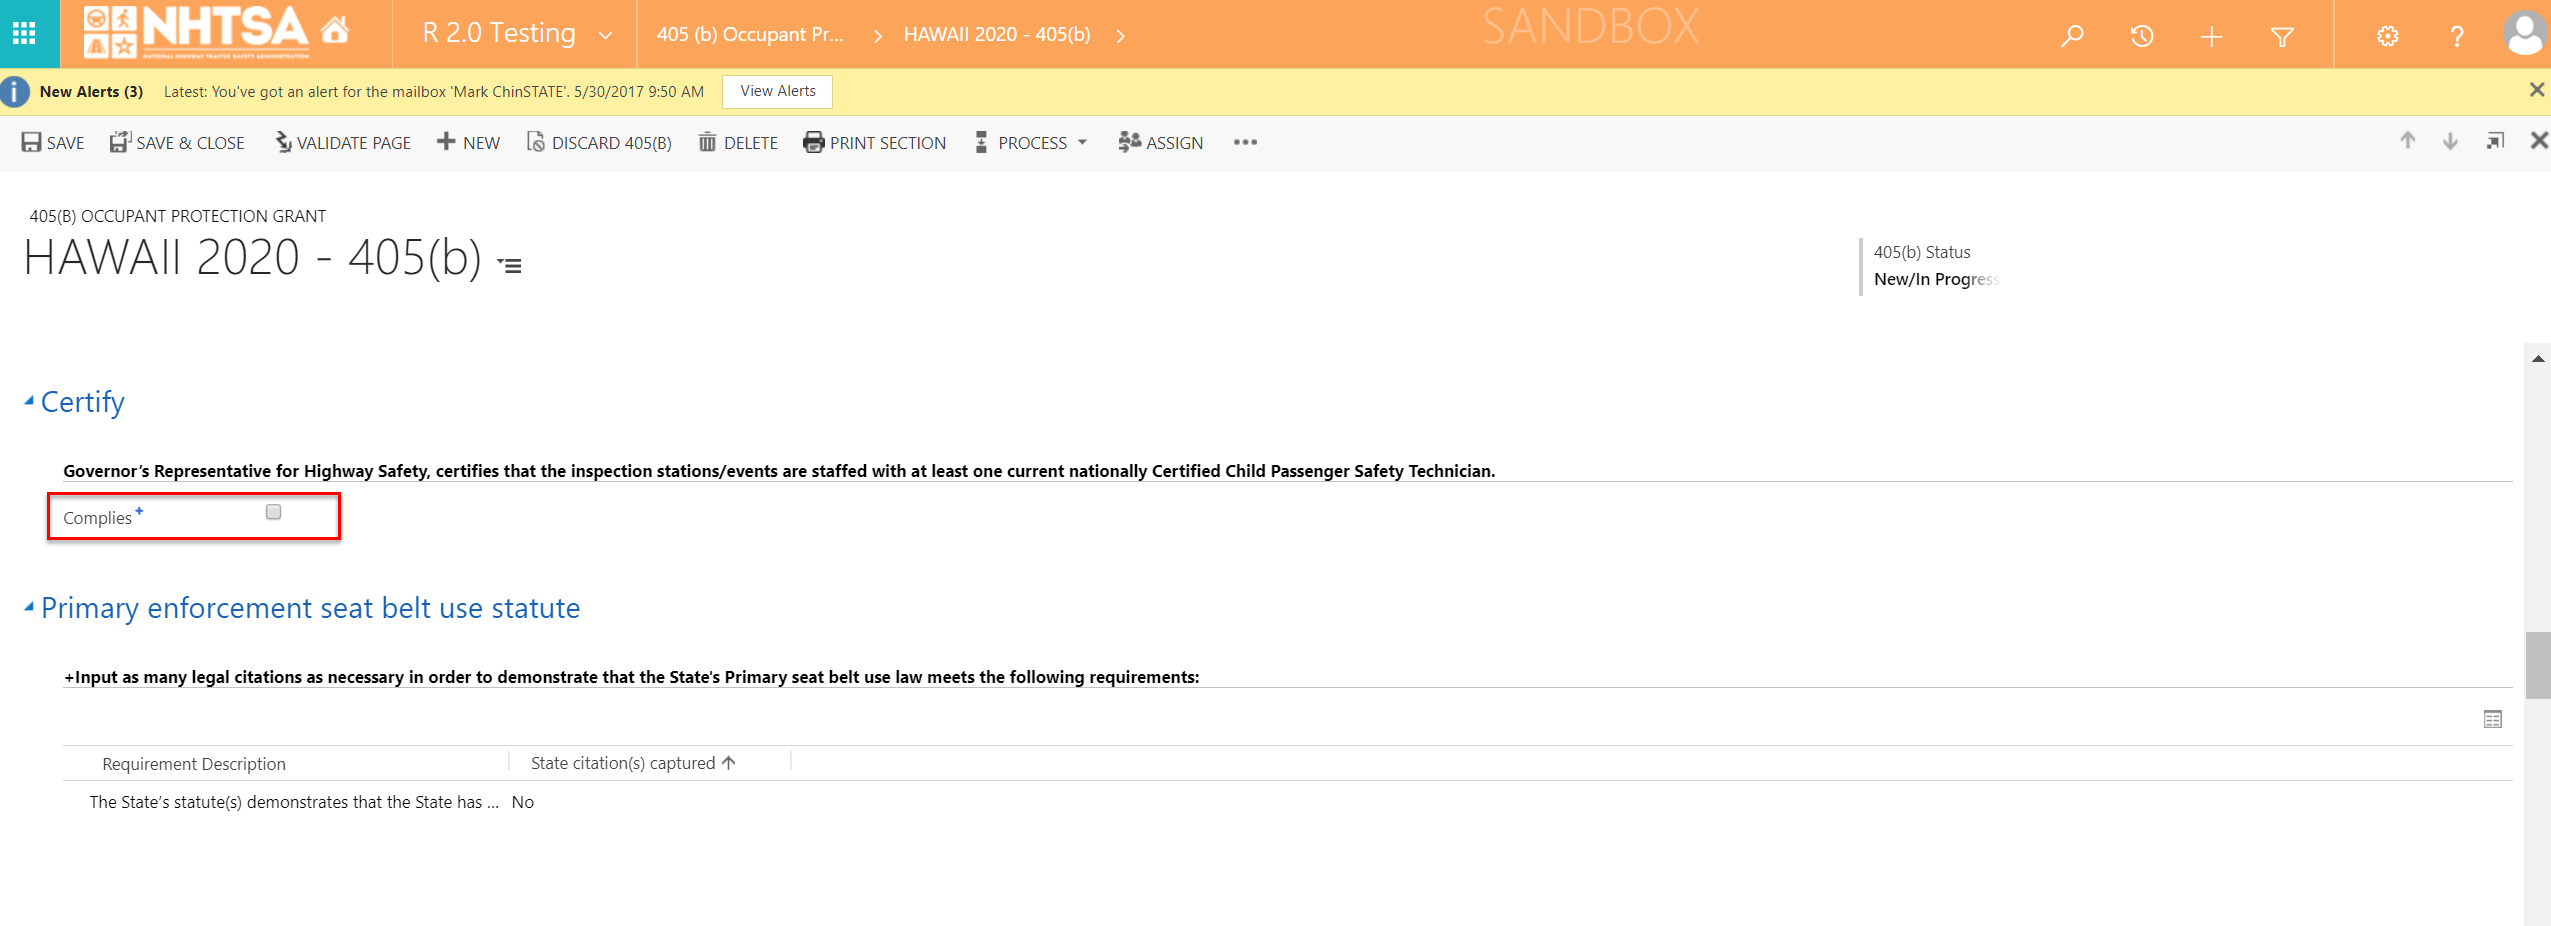 NHTSA
NATIONAL HIGHWAY TRAFFIC SAFETY ADMINISTRATION
R 2.0 Testing
405 (b) Occupant Pr...
HAWAII 2020 - 405(b)
SANDBOX
New Alerts (3) Latest: You've got an alert for the mailbox 'Mark ChinSTATE'. 5/30/2017 9:50 AM View Alerts
SAVE SAVE & CLOSE VALIDATE PAGE NEW DISCARD 405(B) DELETE PRINT SECTION PROCESS ASSIGN •••
405(B) OCCUPANT PROTECTION GRANT
HAWAII 2020 - 405(b)
405(b) Status
New/In Progress
Certify
Governor's Representative for Highway Safety, certifies that the inspection stations/events are staffed with at least one current nationally Certified Child Passenger Safety Technician.
Complies+
Primary enforcement seat belt use statute
+Input as many legal citations as necessary in order to demonstrate that the State's Primary seat belt use law meets the following requirements:
Requirement Description State citation(s) captured
The State's statute(s) demonstrates that the State has ... No